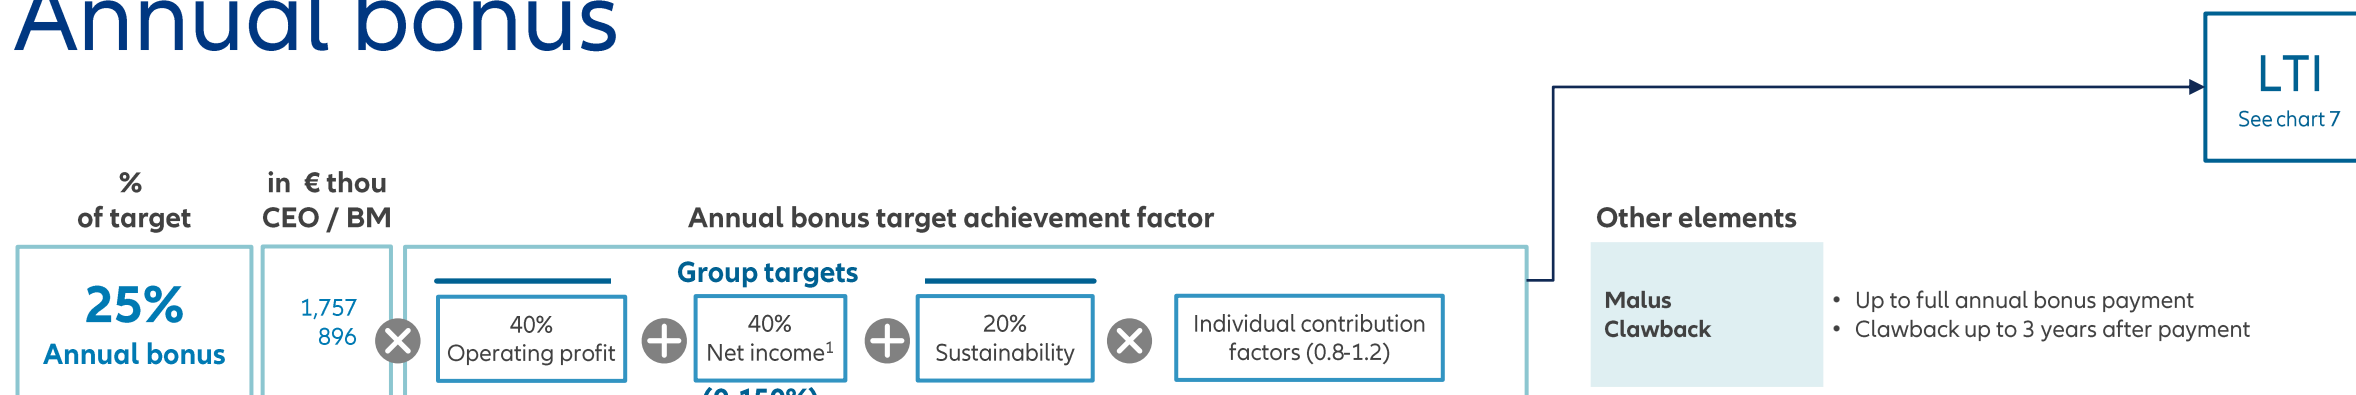 Annual bonus
LTI
See chart 7
%
of target
in € thou
CEO / BM
Annual bonus target achievement factor
Other elements
25%
Annual bonus
1,757
896
Group targets
40%
Operating profit
40%
Net income1
20%
Sustainability
Individual contribution
factors (0.8-1.2)
Malus
Clawback
• Up to full annual bonus payment
• Clawback up to 3 years after payment